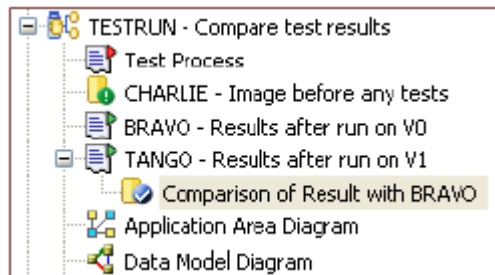 TESTRUN - Compare test results
Test Process
CHARLIE - Image before any tests
BRAVO - Results after run on V0
TANGO - Results after run on V1
Comparison of Result with BRAVO
Application Area Diagram
Data Model Diagram